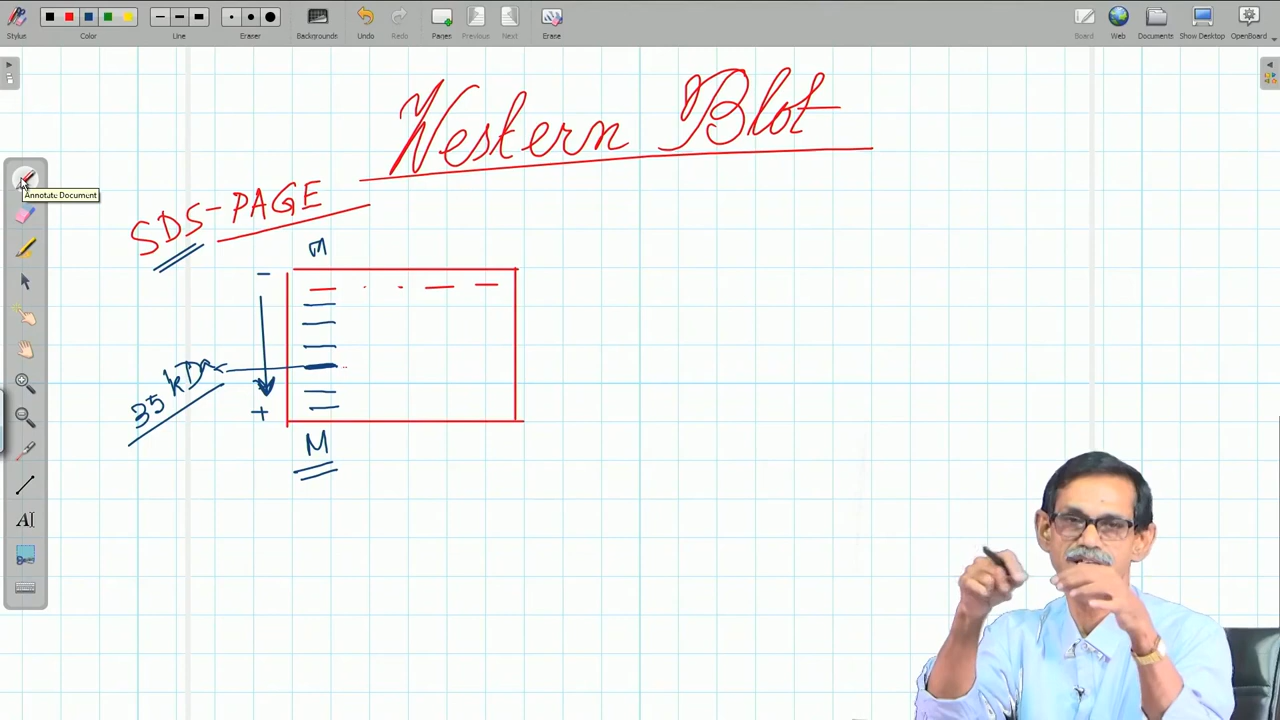 Stylus
Color
Line
Eraser
Backgrounds
Undo
Redo
Pages
Previous
Next
Erase
Board
Web
Documents
Show Desktop
OpenBoard
Western Blot
Annotate Document
SDS-PAGE
-
35 kDa
+
M
AI